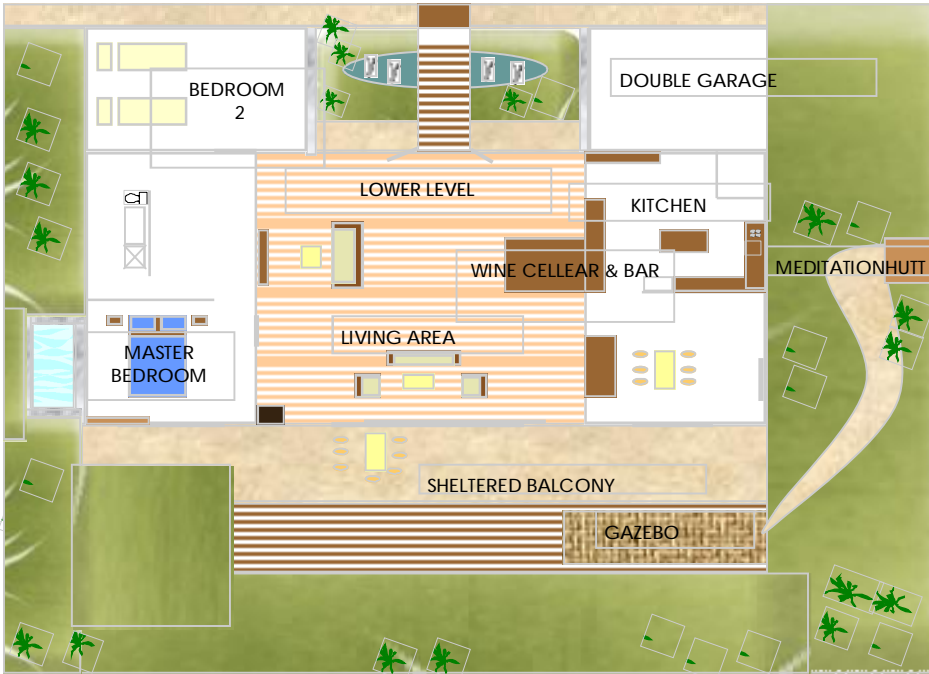 BEDROOM
2
DOUBLE GARAGE
LOWER LEVEL
KITCHEN
WINE CELLEAR & BAR
MEDITATIONHUTT
LIVING AREA
MASTER
BEDROOM
SHELTERED BALCONY
GAZEBO